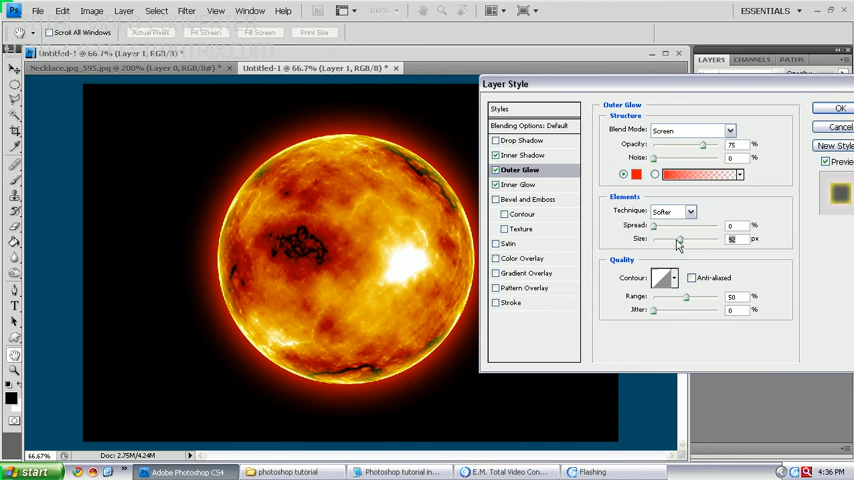 Ps File Edit Image Layer Select Filter View Window Help Br 100% ESSENTIALS
Scroll All Windows Actual Pixels Fit Screen Fill Screen Print Size
Untitled-1 @ 66.7% (Layer 1, RGB/8) *
Necklace.jpg_595.jpg @ 200% (Layer 0, RGB/8#) * × Untitled-1 @ 66.7% (Layer 1, RGB/8) * ×
LAYERS CHANNELS PATHS
Layer Style
Styles
Blending Options: Default
Drop Shadow
Inner Shadow
Outer Glow
Inner Glow
Bevel and Emboss
Contour
Texture
Satin
Color Overlay
Gradient Overlay
Pattern Overlay
Stroke
Outer Glow
Structure
Blend Mode: Screen
Opacity: 75 %
Noise: 0 %
Elements
Technique: Softer
Spread: 0 %
Size: 92 px
Quality
Contour: Anti-aliased
Range: 50 %
Jitter: 0 %
OK
Cancel
New Style
Preview
66.67% Doc: 2.75M/4.24M
start Ps Adobe Photoshop CS4 photoshop tutorial Photoshop tutorial in... E.M. Total Video Con... Flashing 4:36 PM